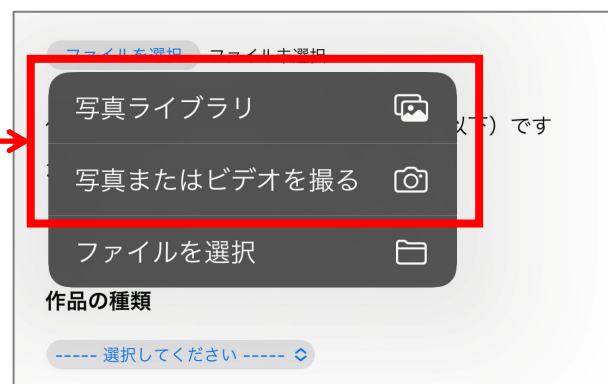 ファイルを選択 ファイル未選択
写真ライブラリ
以下）です
写真またはビデオを撮る
ファイルを選択
作品の種類
----- 選択してください -----